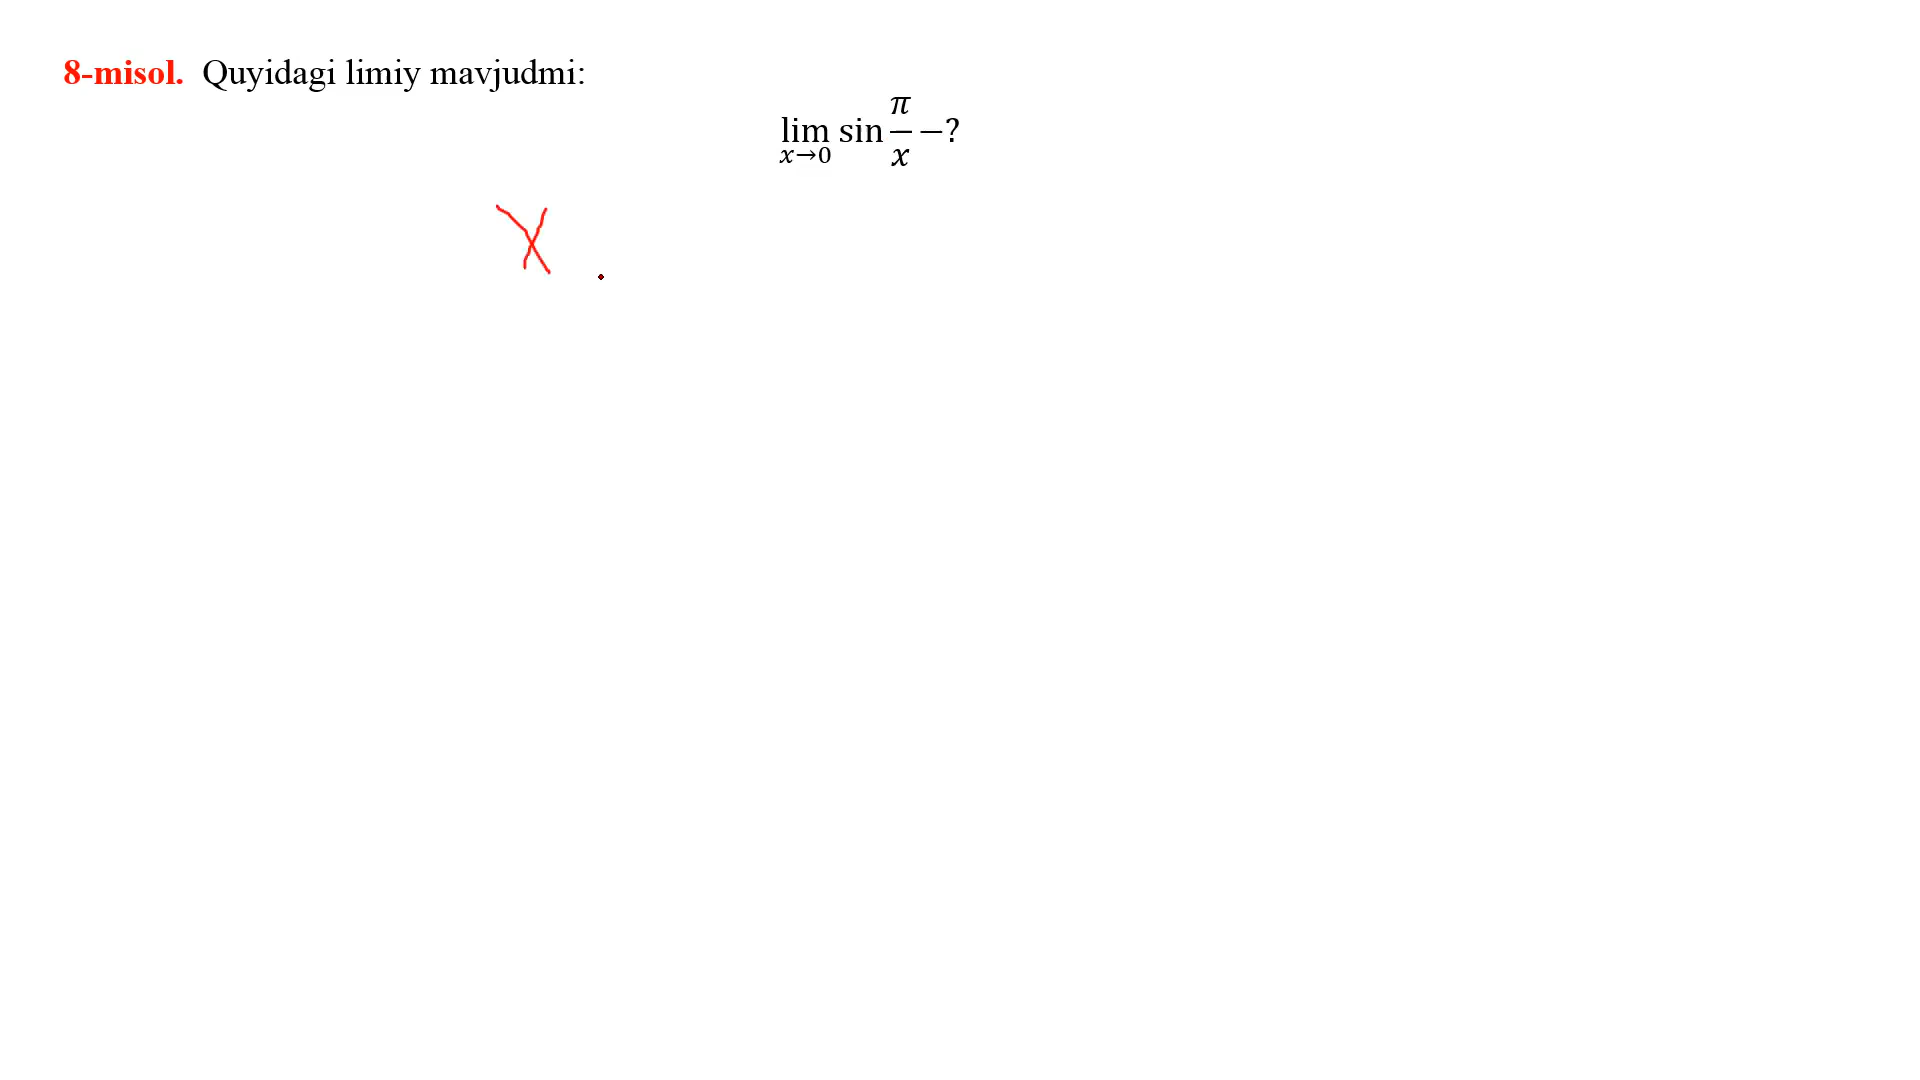 8-misol. Quyidagi limiy mavjudmi:
lim x→0 sin π/x −?
x